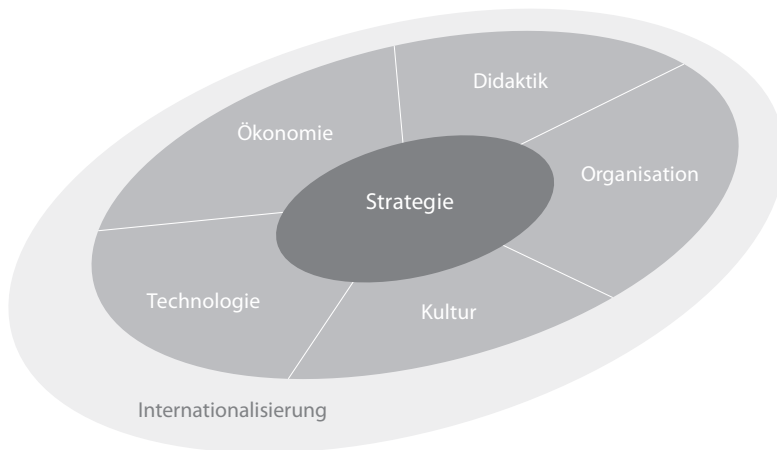 Didaktik
Ökonomie
Organisation
Strategie
Technologie
Kultur
Internationalisierung